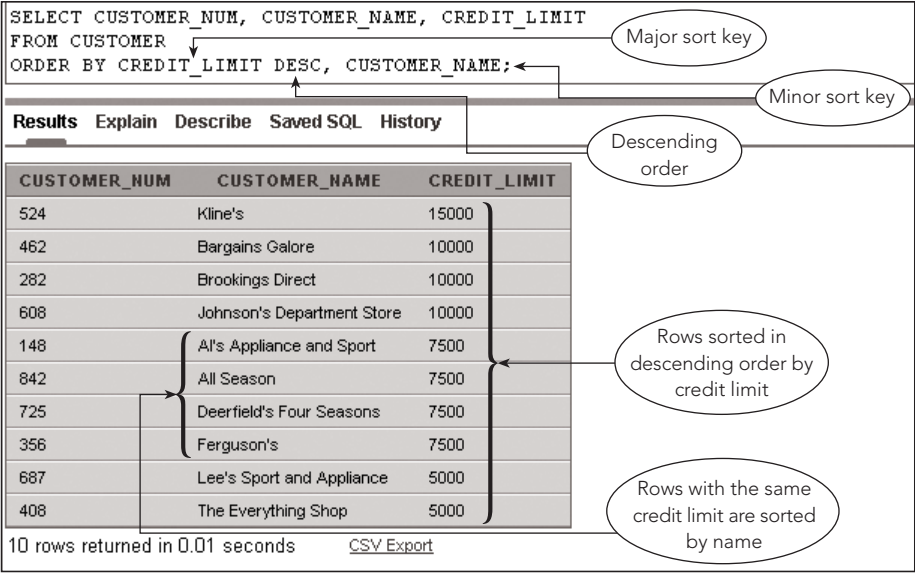 SELECT CUSTOMER_NUM, CUSTOMER_NAME, CREDIT_LIMIT
FROM CUSTOMER
ORDER BY CREDIT_LIMIT DESC, CUSTOMER_NAME;
Major sort key
Minor sort key
Descending
order
Results Explain Describe Saved SQL History
CUSTOMER_NUM CUSTOMER_NAME CREDIT_LIMIT
524 Kline's 15000
462 Bargains Galore 10000
282 Brookings Direct 10000
608 Johnson's Department Store 10000
148 Al's Appliance and Sport 7500
842 All Season 7500
725 Deerfield's Four Seasons 7500
356 Ferguson's 7500
687 Lee's Sport and Appliance 5000
408 The Everything Shop 5000
Rows sorted in
descending order by
credit limit
Rows with the same
credit limit are sorted
by name
10 rows returned in 0.01 seconds CSV Export